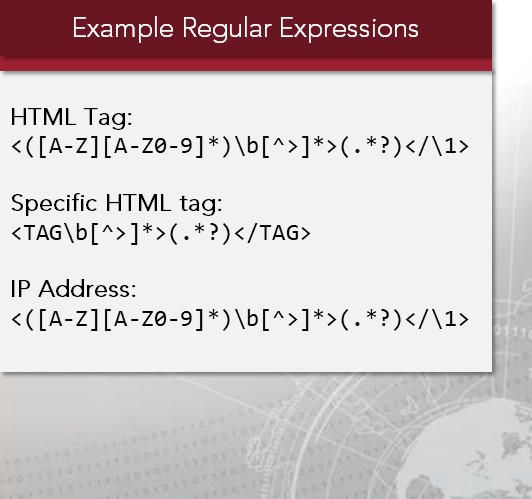 Example Regular Expressions
HTML Tag:
<([A-Z][A-Z0-9]*)\b[^>]*>(.*?)</\1>
Specific HTML tag:
<TAG\b[^>]*>(.*?)</TAG>
IP Address:
<([A-Z][A-Z0-9]*)\b[^>]*>(.*?)</\1>